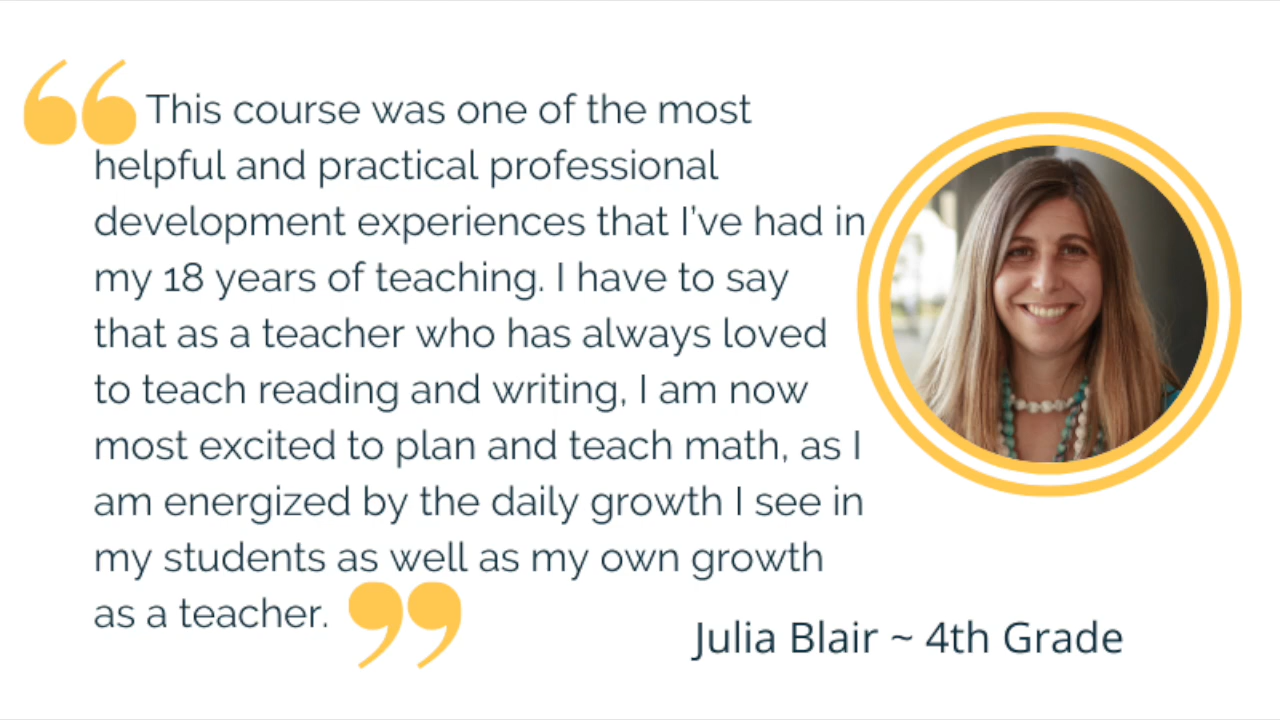 “This course was one of the most
helpful and practical professional
development experiences that I’ve had in
my 18 years of teaching. I have to say
that as a teacher who has always loved
to teach reading and writing, I am now
most excited to plan and teach math, as I
am energized by the daily growth I see in
my students as well as my own growth
as a teacher.”
Julia Blair ~ 4th Grade